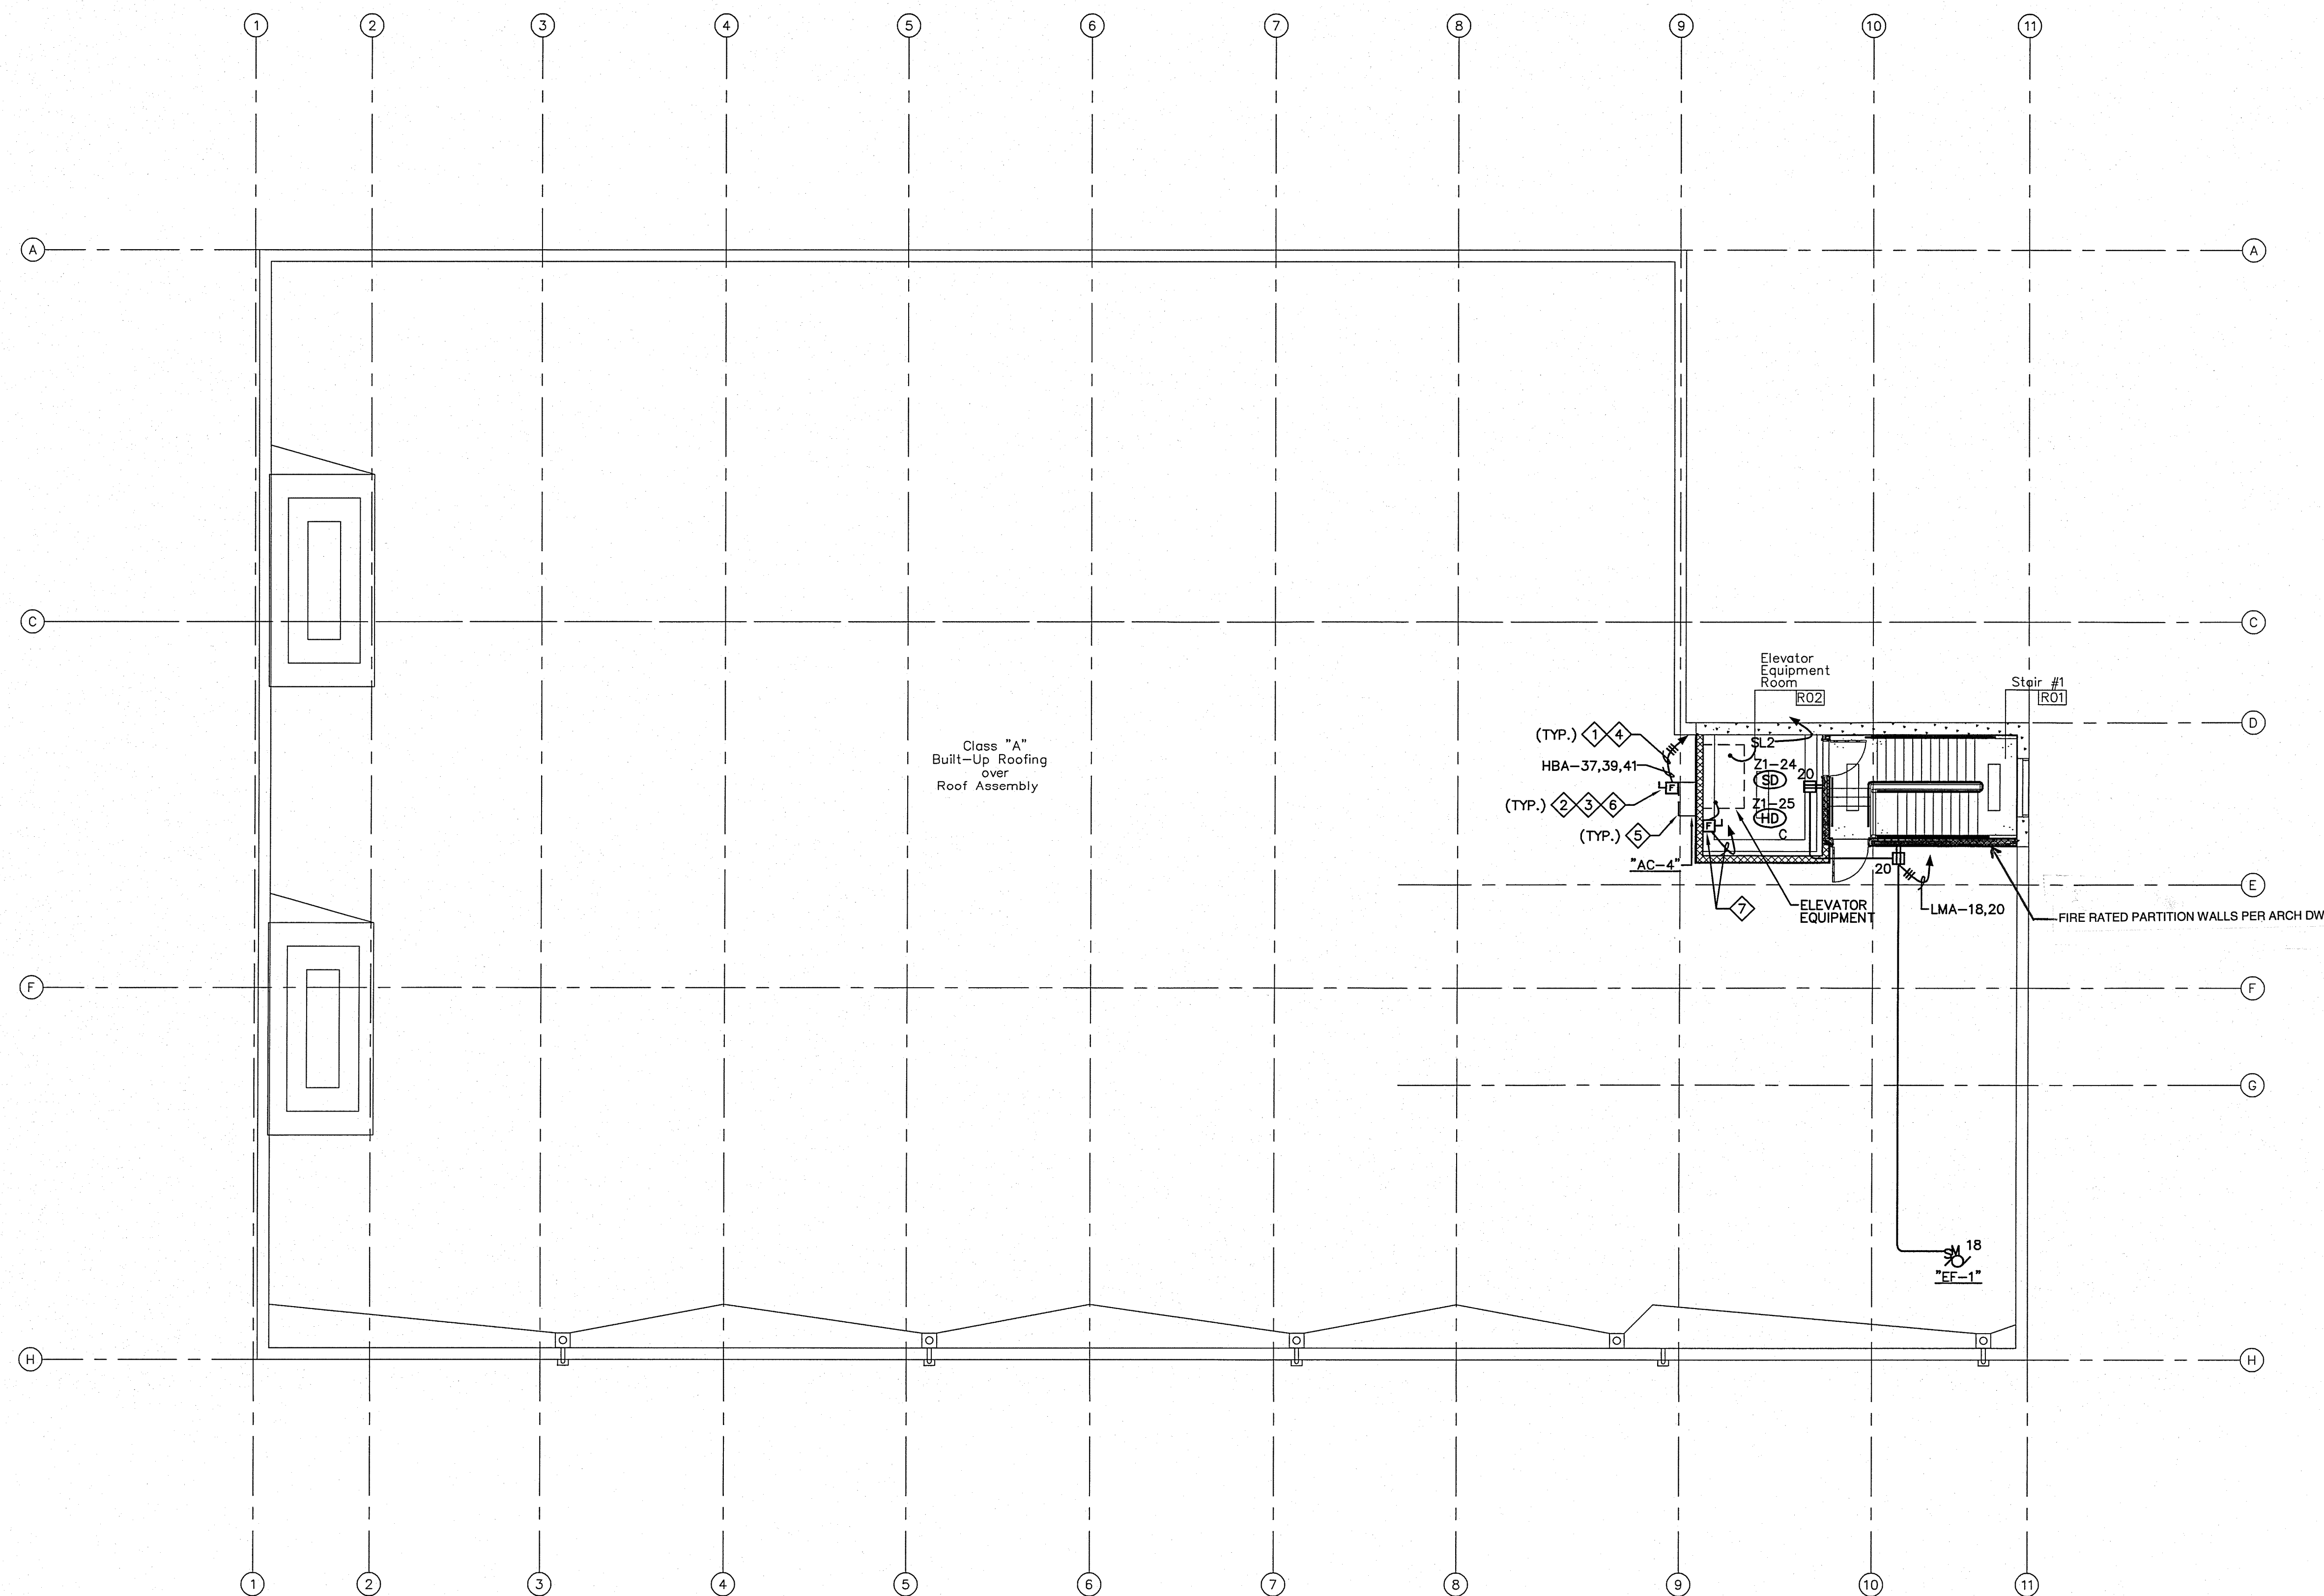 1 2 3 4 5 6 7 8 9 10 11
A A
C C
Elevator
Equipment
Room
R02
Stair #1
R01
D
(TYP.) 1 4
SL2
HBA-37,39,41
Z1-24
SD
20
F
(TYP.) 2 3 6
Z1-25
HD
C
(TYP.) 5
F
"AC-4"
Class "A"
Built-Up Roofing
over
Roof Assembly
20
E
7
ELEVATOR
EQUIPMENT
LMA-18,20
FIRE RATED PARTITION WALLS PER ARCH DW
F F
G
SM 18
"EF-1"
H H
1 2 3 4 5 6 7 8 9 10 11